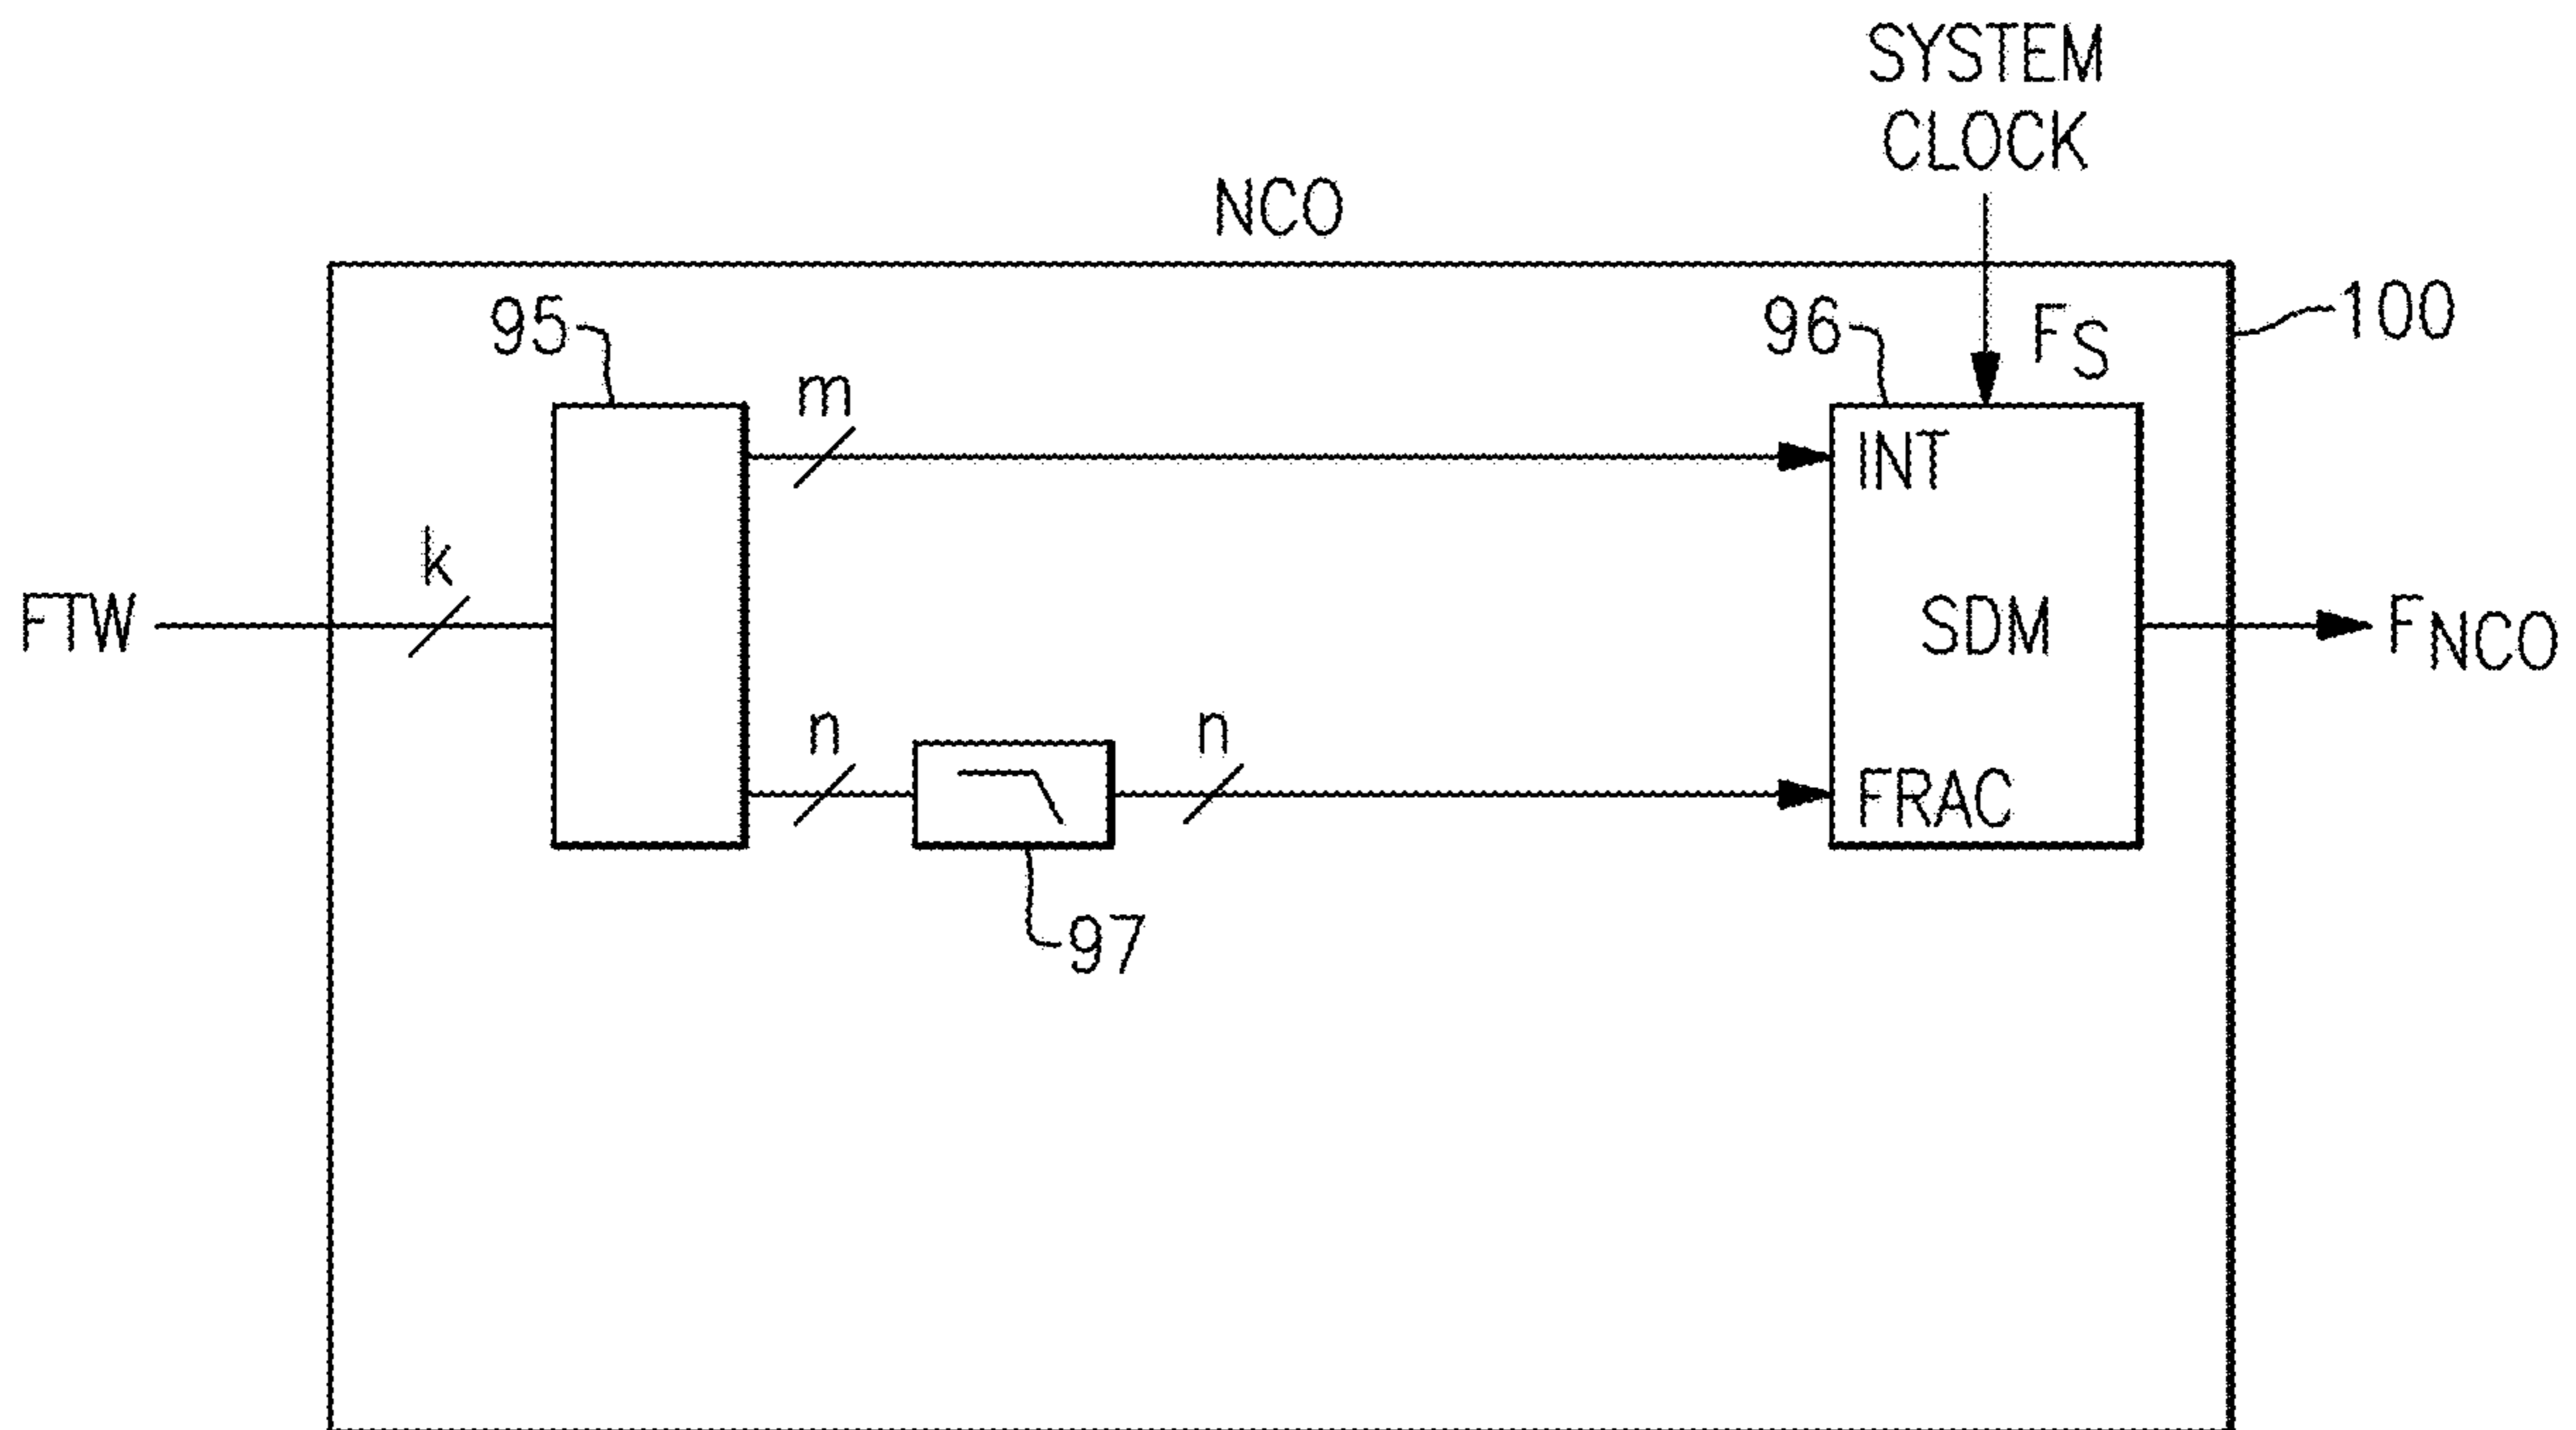 SYSTEM
CLOCK
NCO
95
96
FS
100
m
INT
k
FTW
SDM
FNCO
n
n
FRAC
97